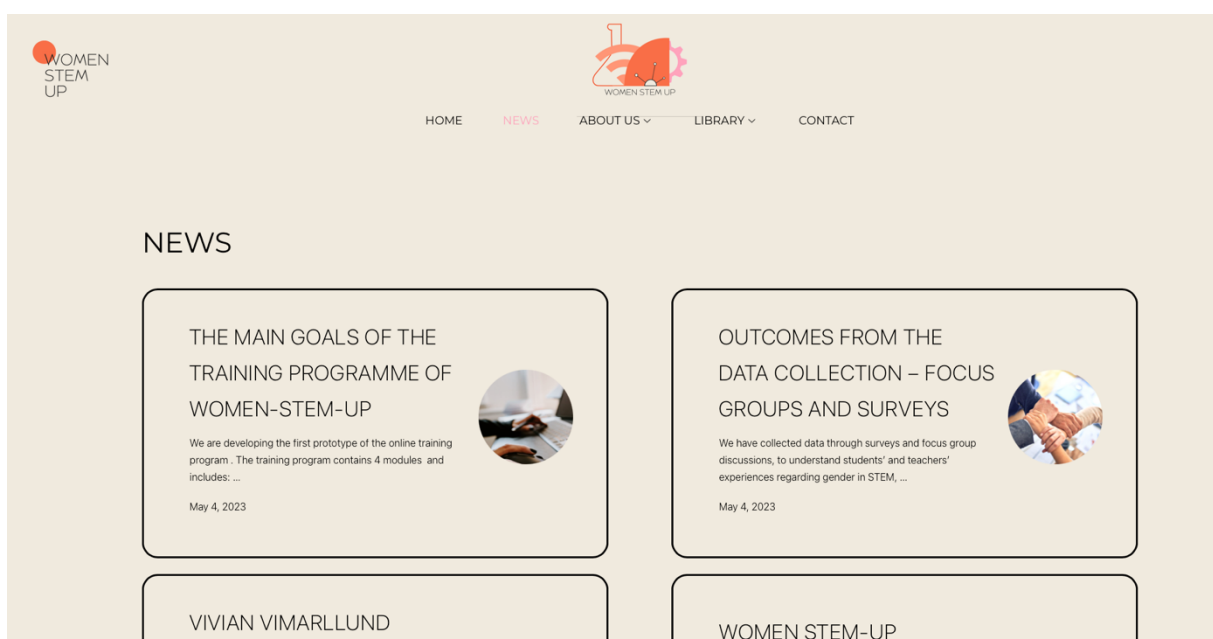 WOMEN
STEM
UP
WOMEN STEM UP
HOME NEWS ABOUT US LIBRARY CONTACT
NEWS
THE MAIN GOALS OF THE
TRAINING PROGRAMME OF
WOMEN-STEM-UP
We are developing the first prototype of the online training
program . The training program contains 4 modules and
includes: ...
May 4, 2023
OUTCOMES FROM THE
DATA COLLECTION – FOCUS
GROUPS AND SURVEYS
We have collected data through surveys and focus group
discussions, to understand students' and teachers'
experiences regarding gender in STEM, ...
May 4, 2023
VIVIAN VIMARLLUND
WOMEN STEM-UP